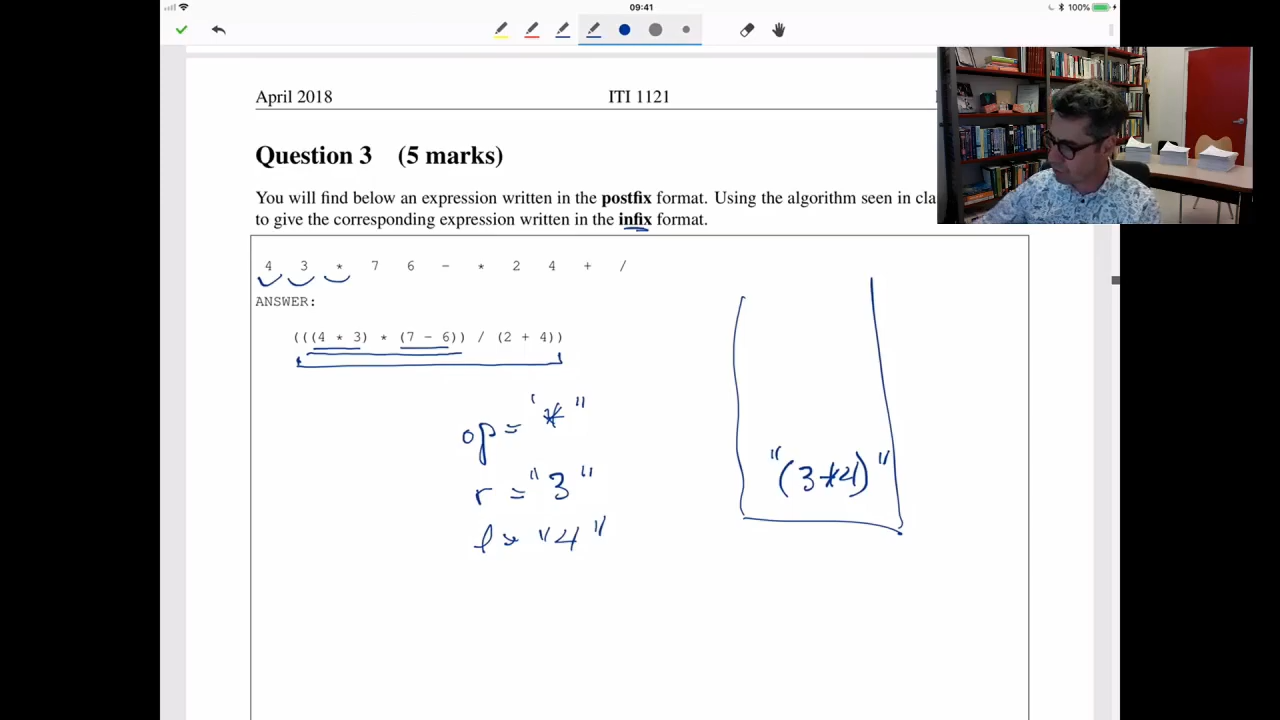 09:41
100%
April 2018 ITI 1121
Question 3 (5 marks)
You will find below an expression written in the postfix format. Using the algorithm seen in cla
to give the corresponding expression written in the infix format.
4 3 * 7 6 - * 2 4 + /
ANSWER:
(((4 * 3) * (7 - 6)) / (2 + 4))
op = "*"
r = "3"
l = "4"
"(3*4)"